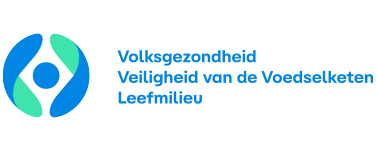 Volksgezondheid
Veiligheid van de Voedselketen
Leefmilieu